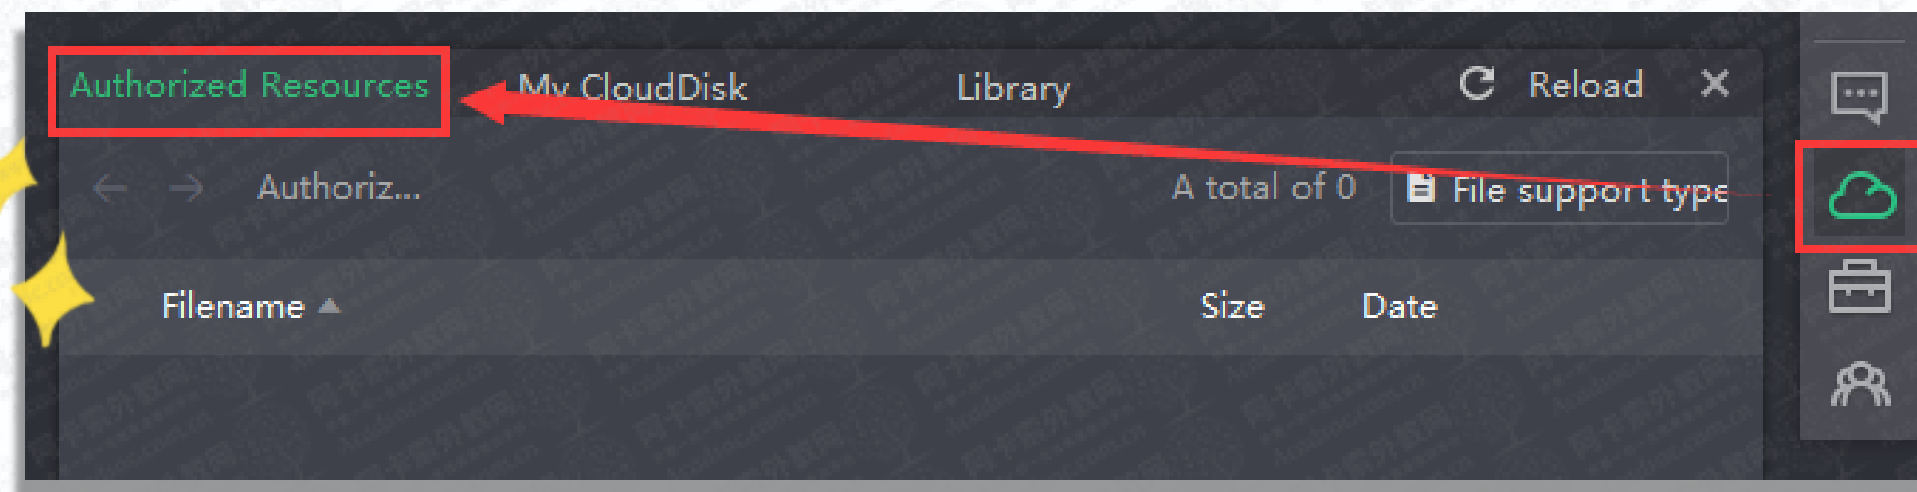 Authorized Resources My CloudDisk Library Reload
Authoriz... A total of 0 File support type
Filename Size Date